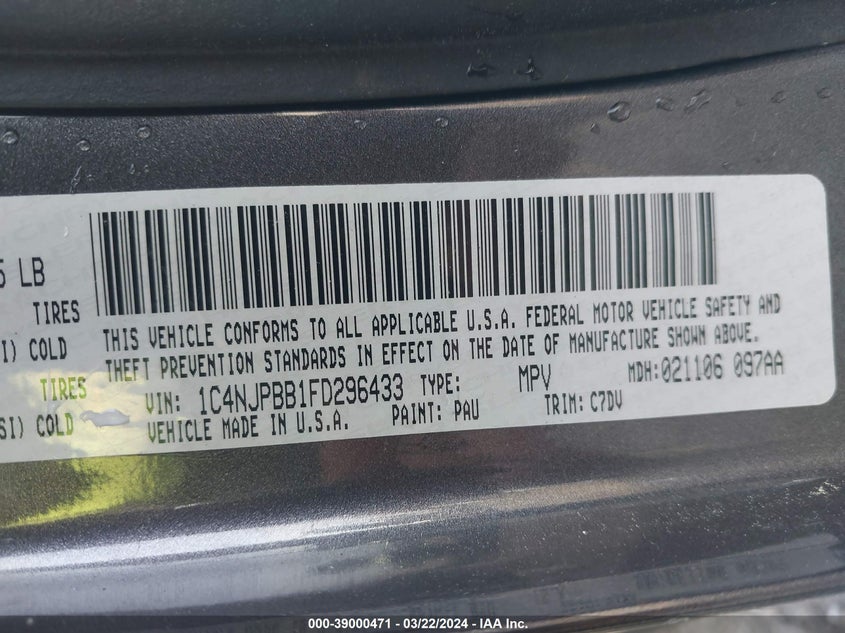 5 LB
TIRES
I) COLD
TIRES
SI) COLD
THIS VEHICLE CONFORMS TO ALL APPLICABLE U.S.A. FEDERAL MOTOR VEHICLE SAFETY AND
THEFT PREVENTION STANDARDS IN EFFECT ON THE DATE OF MANUFACTURE SHOWN ABOVE.
VIN: 1C4NJPBB1FD296433 TYPE: MPV MDH:021106 097AA
VEHICLE MADE IN U.S.A. PAINT: PAU TRIM: C7DV
000-39000471 - 03/22/2024 - IAA Inc.